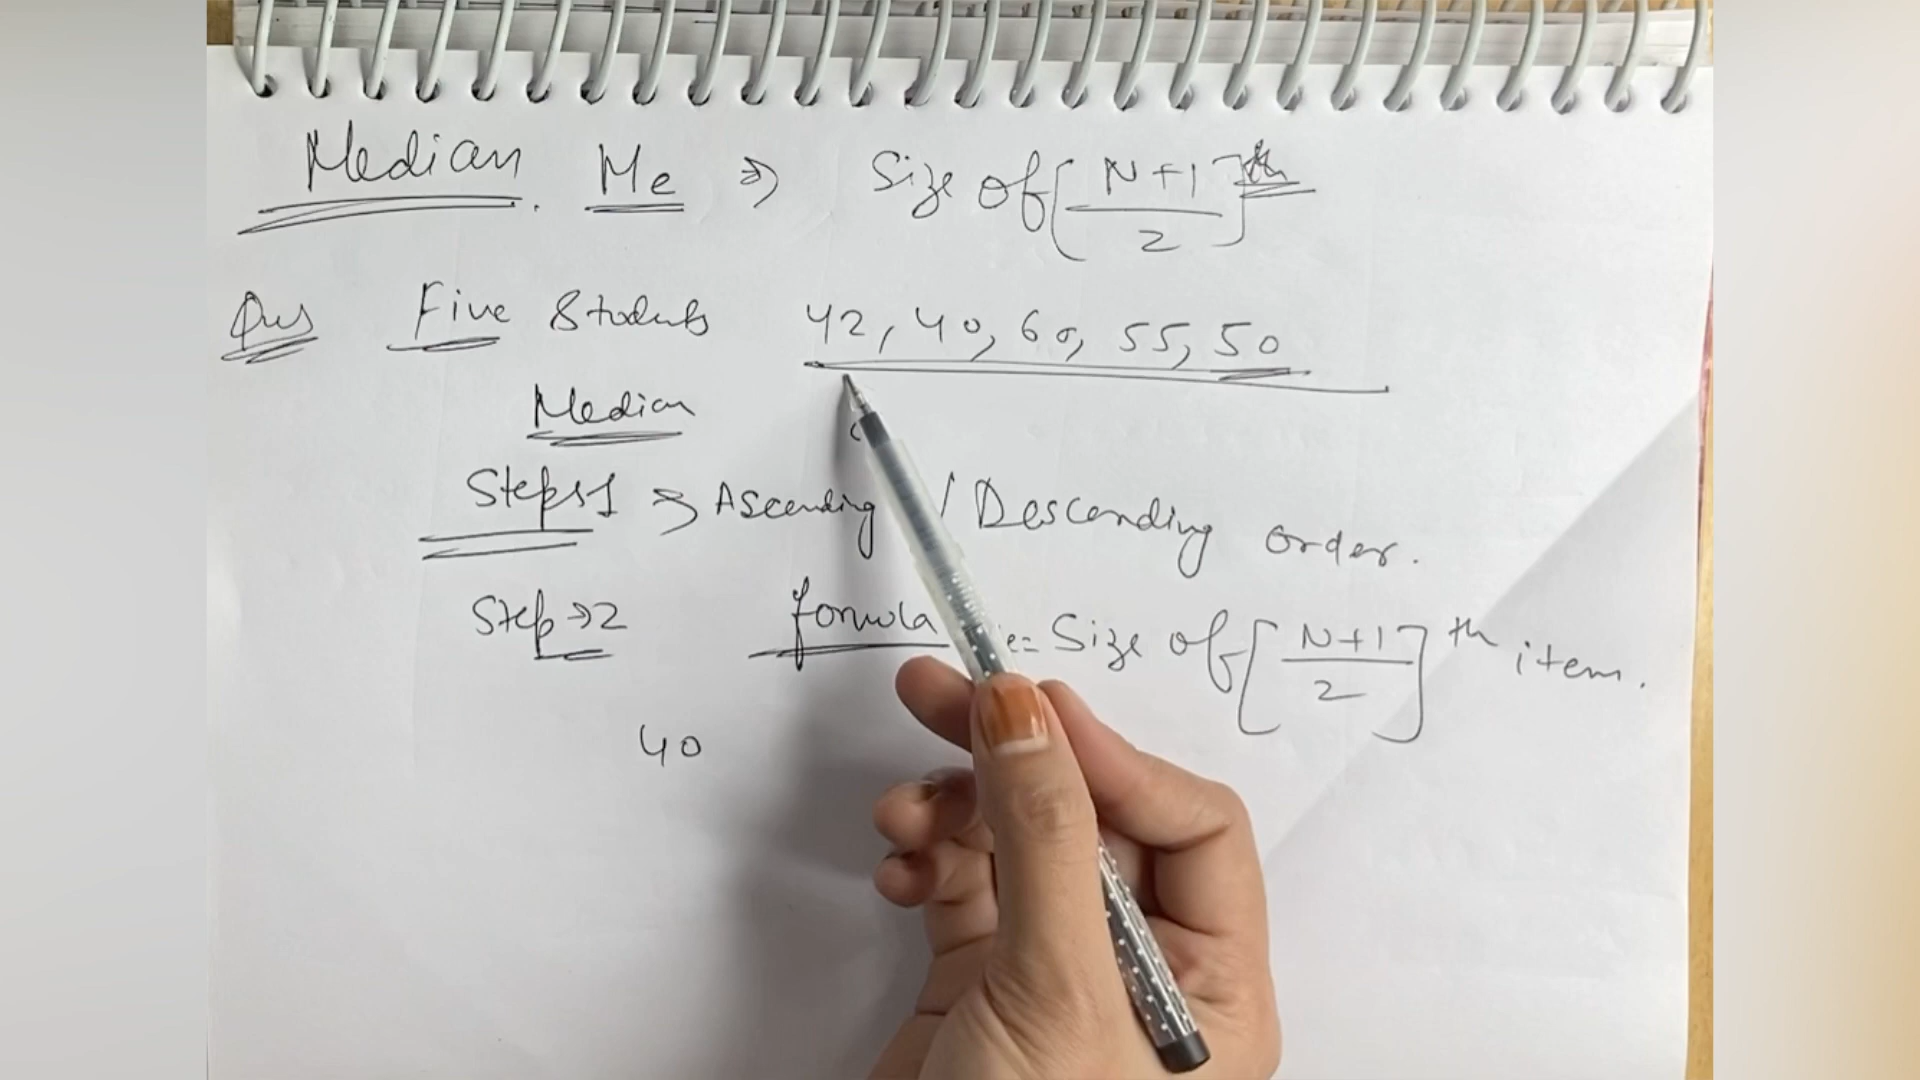 Median. Me ⇒ Size of [N+1/2]th
Ques Five Students 42, 40, 60, 55, 50
Median
Steps1 ⇒ Ascending / Descending order.
Step→2 formula = Size of [N+1/2]th item.
40